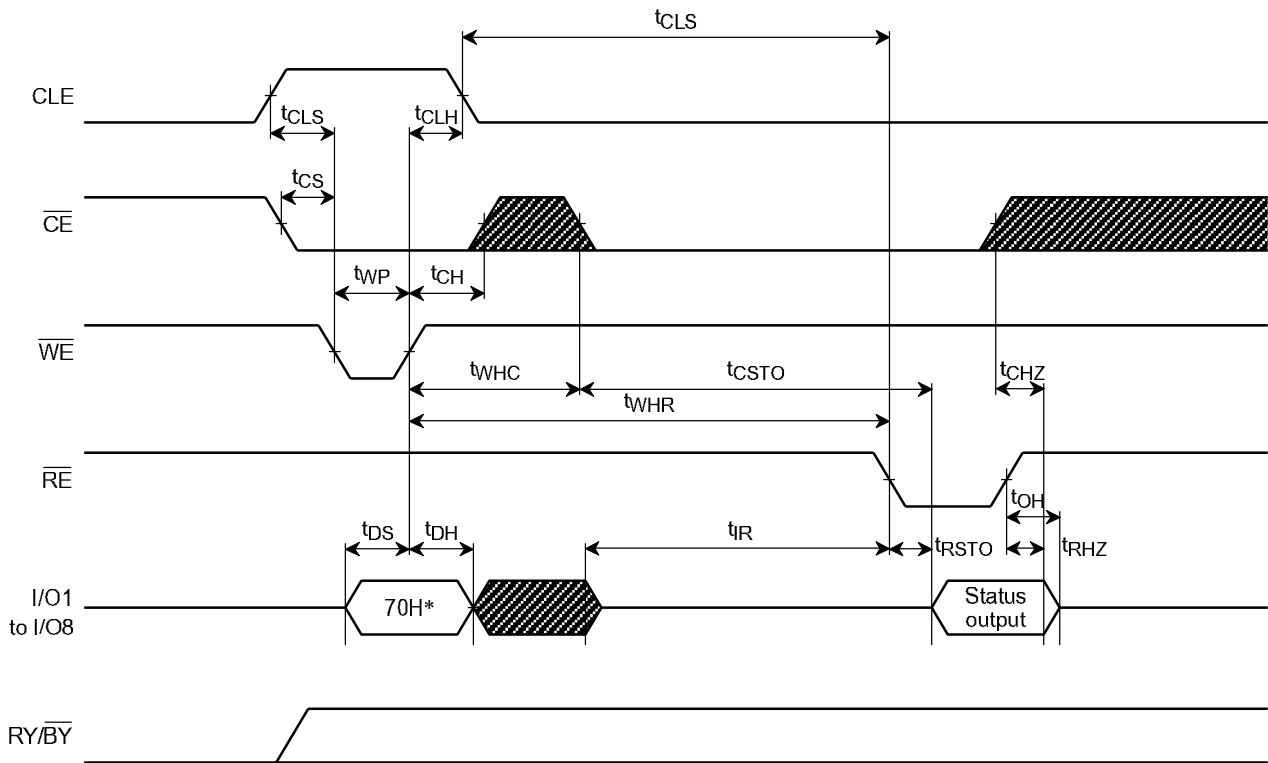 tCLS
CLE
tCLS
tCLH
tCS
CE
tWP
tCH
WE
tWHC
tCSTO
tCHZ
tWHR
RE
tOH
tDS
tDH
tIR
tRSTO
tRHZ
I/O1
to I/O8
70H*
Status
output
RY/BY